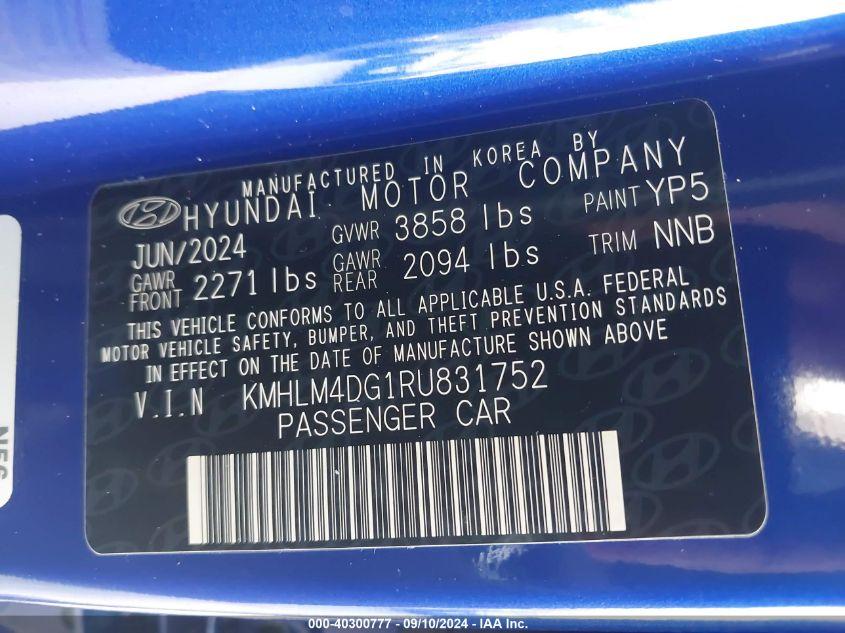 MANUFACTURED IN KOREA BY
HYUNDAI MOTOR COMPANY
JUN/2024 GVWR 3858 lbs PAINT YP5
GAWR FRONT 2271 lbs GAWR REAR 2094 lbs TRIM NNB
THIS VEHICLE CONFORMS TO ALL APPLICABLE U.S.A. FEDERAL
MOTOR VEHICLE SAFETY, BUMPER, AND THEFT PREVENTION STANDARDS
IN EFFECT ON THE DATE OF MANUFACTURE SHOWN ABOVE
V.I.N KMHLM4DG1RU831752
PASSENGER CAR
000-40300777 - 09/10/2024 - IAA Inc.